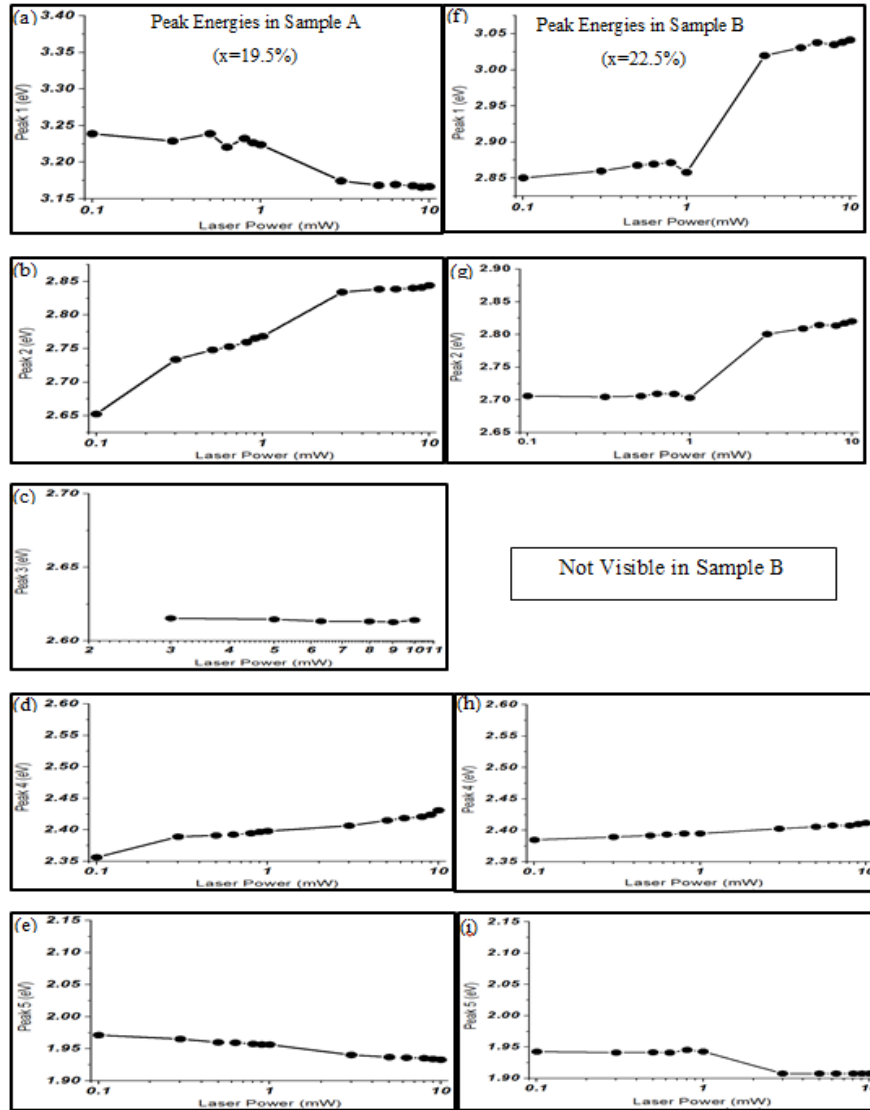 (a)
Peak Energies in Sample A
(x=19.5%)
3.40
3.35
3.30
3.25
3.20
3.15
Peak 1 (eV)
0.1 1 10
Laser Power (mW)
(f)
Peak Energies in Sample B
(x=22.5%)
3.05
3.00
2.95
2.90
2.85
Peak 1 (eV)
0.1 1 10
Laser Power(mW)
(b)
2.85
2.80
2.75
2.70
2.65
Peak 2 (eV)
0.1 1 10
Laser Power (mW)
(g)
2.90
2.85
2.80
2.75
2.70
2.65
Peak 2 (eV)
0.1 1 10
Laser Power (mW)
(c)
2.70
2.65
2.60
Peak 3 (eV)
2 3 4 5 6 7 8 9 10 11
Laser Power (mW)
Not Visible in Sample B
(d)
2.60
2.55
2.50
2.45
2.40
2.35
Peak 4 (eV)
0.1 1 10
Laser Power (mW)
(h)
2.60
2.55
2.50
2.45
2.40
2.35
Peak 4 (eV)
0.1 1 10
Laser Power (mW)
(e)
2.15
2.10
2.05
2.00
1.95
1.90
Peak 5 (eV)
0.1 1 10
Laser Power (mW)
(i)
2.15
2.10
2.05
2.00
1.95
1.90
Peak 5 (eV)
0.1 1 10
Laser Power (mW)